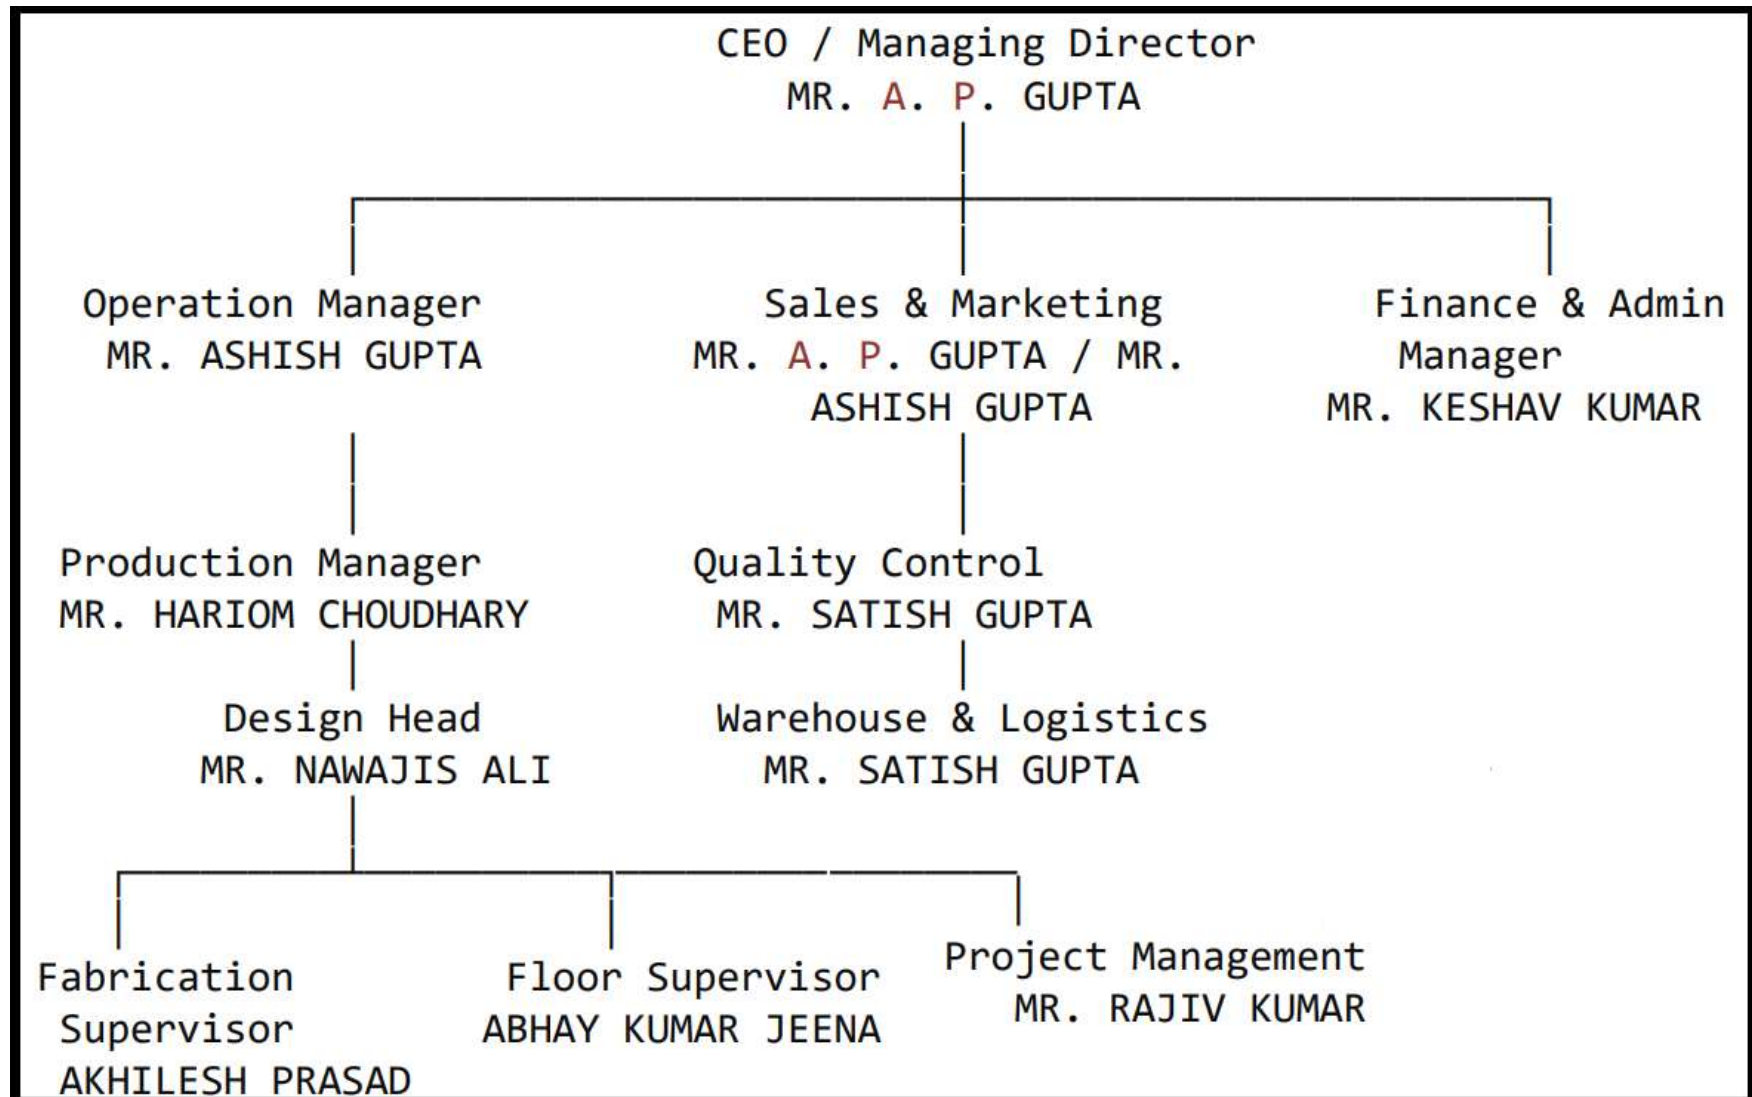 CEO / Managing Director
MR. A. P. GUPTA
Operation Manager
MR. ASHISH GUPTA
Sales & Marketing
MR. A. P. GUPTA / MR.
ASHISH GUPTA
Finance & Admin
Manager
MR. KESHAV KUMAR
Production Manager
MR. HARIOM CHOUDHARY
Quality Control
MR. SATISH GUPTA
Design Head
MR. NAWAJIS ALI
Warehouse & Logistics
MR. SATISH GUPTA
Fabrication
Supervisor
AKHILESH PRASAD
Floor Supervisor
ABHAY KUMAR JEENA
Project Management
MR. RAJIV KUMAR